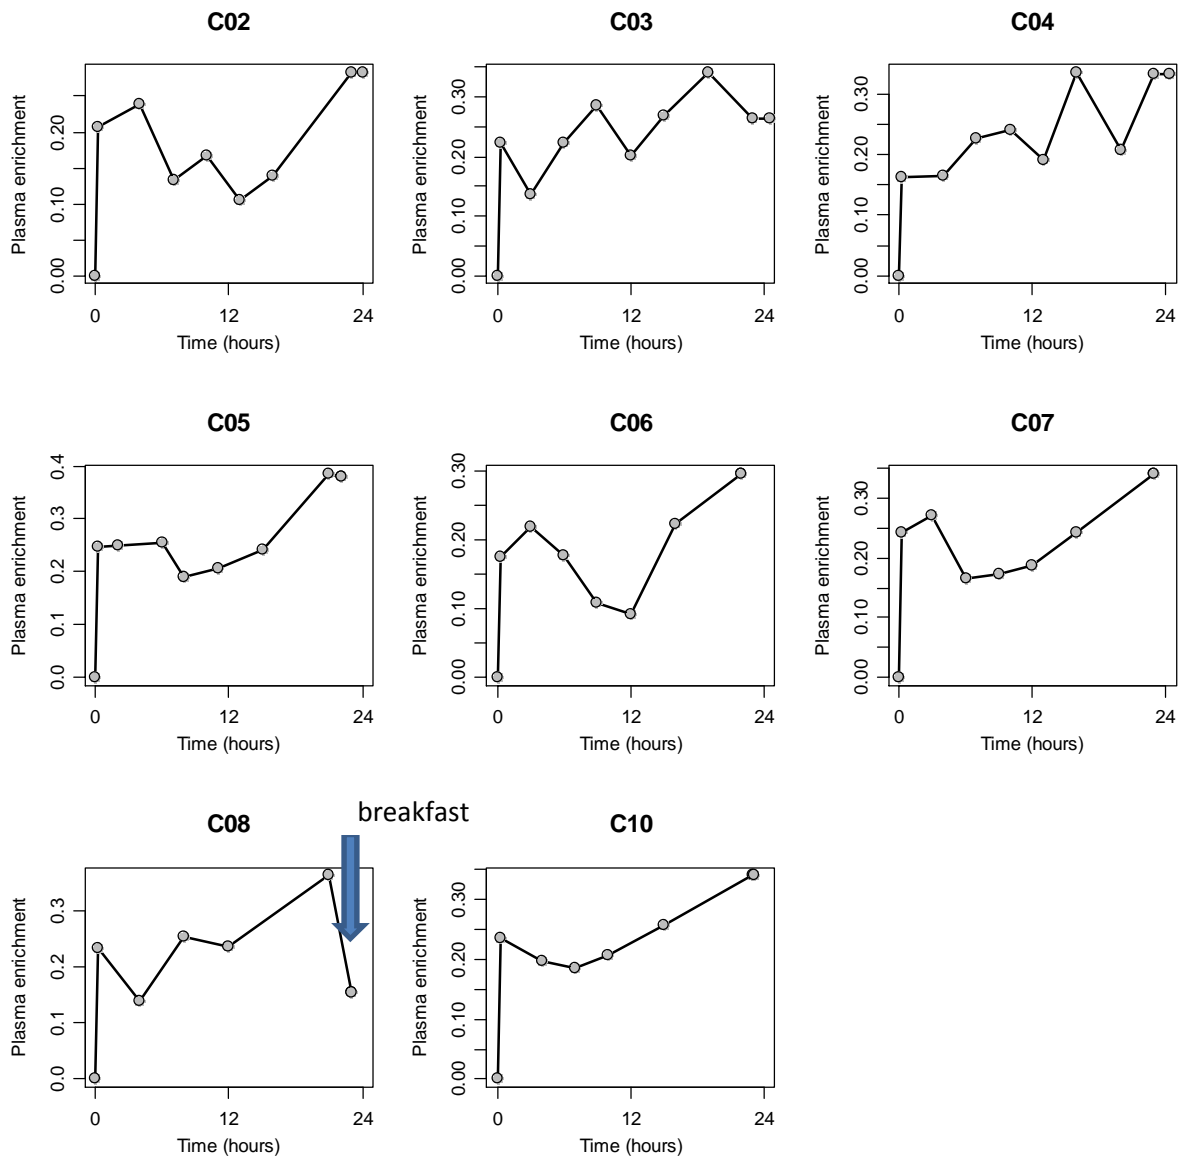 C02
C03
C04
Plasma enrichment
0.00 0.10 0.20
Plasma enrichment
0.00 0.10 0.20 0.30
Plasma enrichment
0.00 0.10 0.20 0.30
0 12 24
0 12 24
0 12 24
Time (hours)
Time (hours)
Time (hours)
C05
C06
C07
Plasma enrichment
0.0 0.1 0.2 0.3 0.4
Plasma enrichment
0.00 0.10 0.20 0.30
Plasma enrichment
0.00 0.10 0.20 0.30
0 12 24
0 12 24
0 12 24
Time (hours)
Time (hours)
Time (hours)
breakfast
C08
C10
Plasma enrichment
0.0 0.1 0.2 0.3
Plasma enrichment
0.00 0.10 0.20 0.30
0 12 24
0 12 24
Time (hours)
Time (hours)